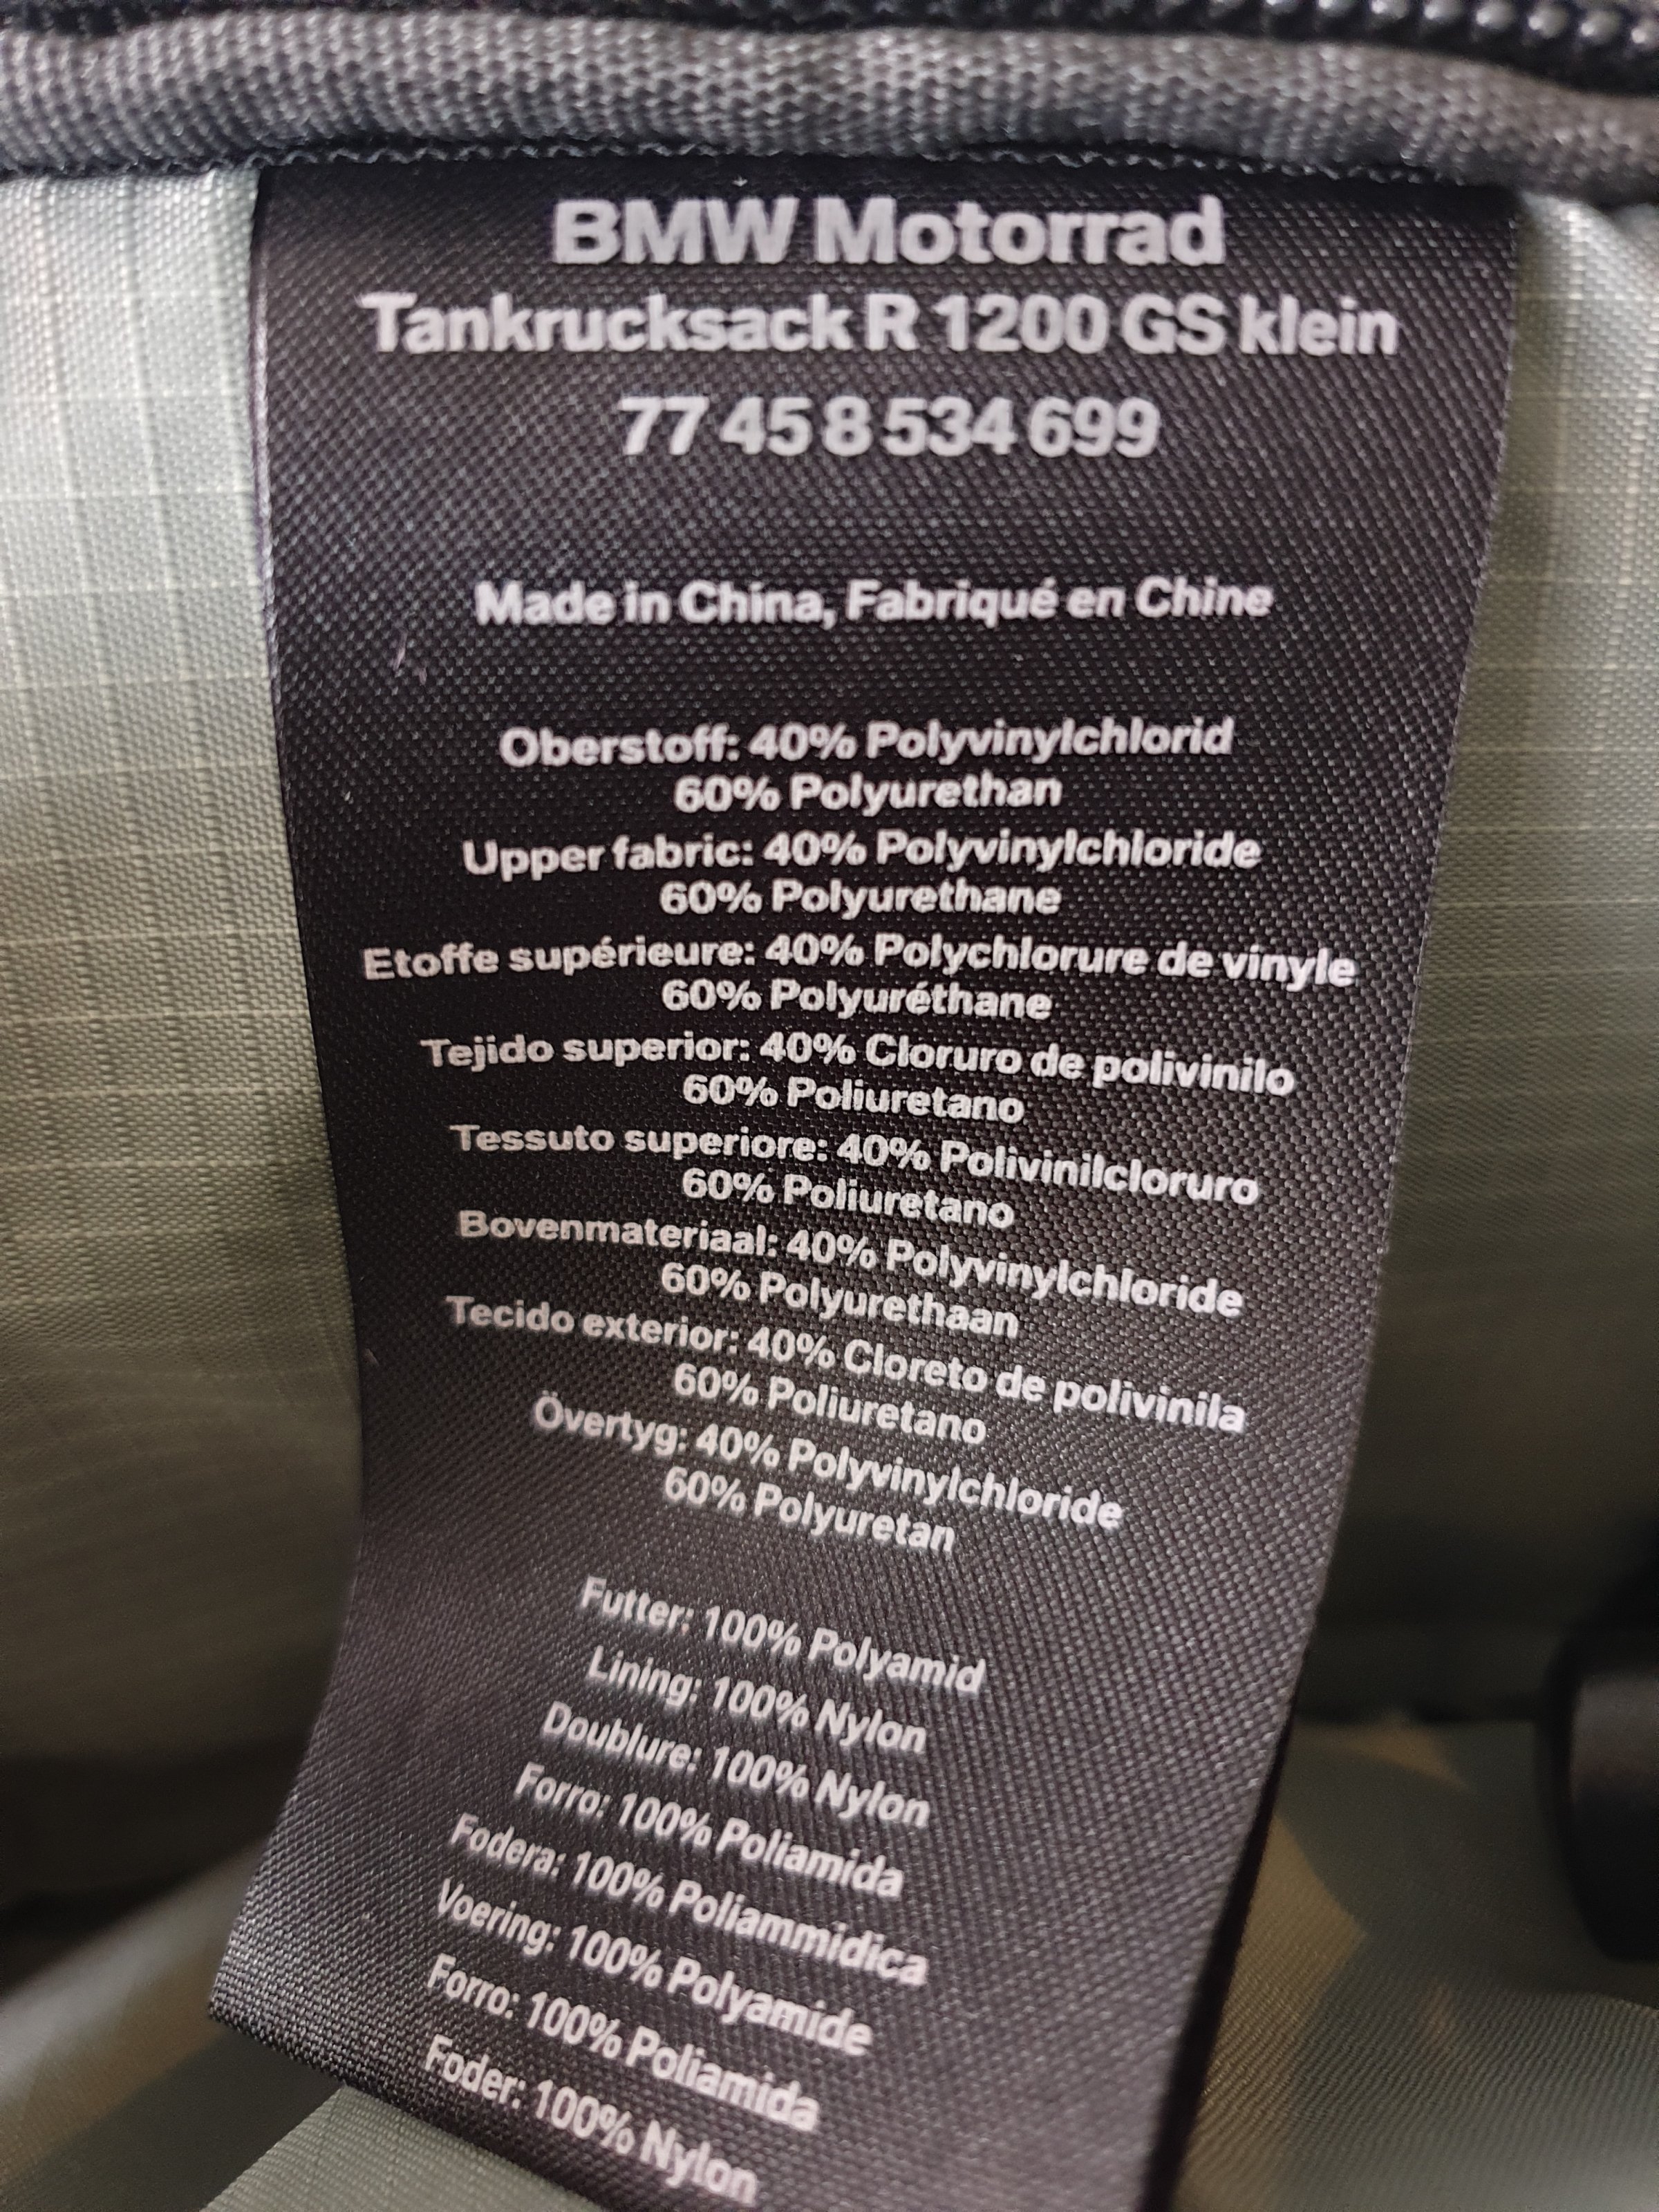 BMW Motorrad
Tankrucksack R 1200 GS klein
77 45 8 534 699
Made in China, Fabriqué en Chine
Oberstoff: 40% Polyvinylchlorid
60% Polyurethan
Upper fabric: 40% Polyvinylchloride
60% Polyurethane
Etoffe supérieure: 40% Polychlorure de vinyle
60% Polyuréthane
Tejido superior: 40% Cloruro de polivinilo
60% Poliuretano
Tessuto superiore: 40% Polivinilcloruro
60% Poliuretano
Bovenmateriaal: 40% Polyvinylchloride
60% Polyurethaan
Tecido exterior: 40% Cloreto de polivinila
60% Poliuretano
Övertyg: 40% Polyvinylchloride
60% Polyuretan
Futter: 100% Polyamid
Lining: 100% Nylon
Doublure: 100% Nylon
Forro: 100% Poliamida
Fodera: 100% Poliammidica
Voering: 100% Polyamide
Forro: 100% Poliamida
Foder: 100% Nylon